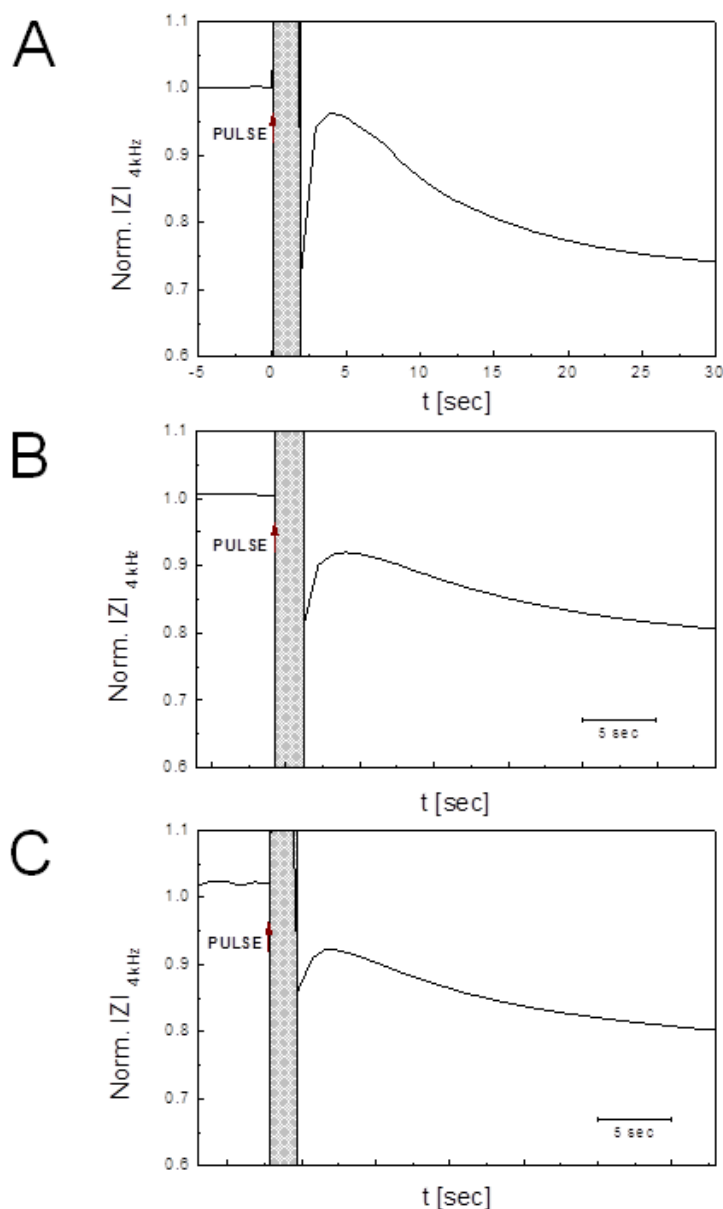 A
1.1
1.0
0.9
0.8
0.7
0.6
Norm. |Z| 4kHz
PULSE
-5 0 5 10 15 20 25 30
t [sec]
B
1.1
1.0
0.9
0.8
0.7
0.6
Norm. |Z| 4kHz
PULSE
5 sec
t [sec]
C
1.1
1.0
0.9
0.8
0.7
0.6
Norm. |Z| 4kHz
PULSE
5 sec
t [sec]